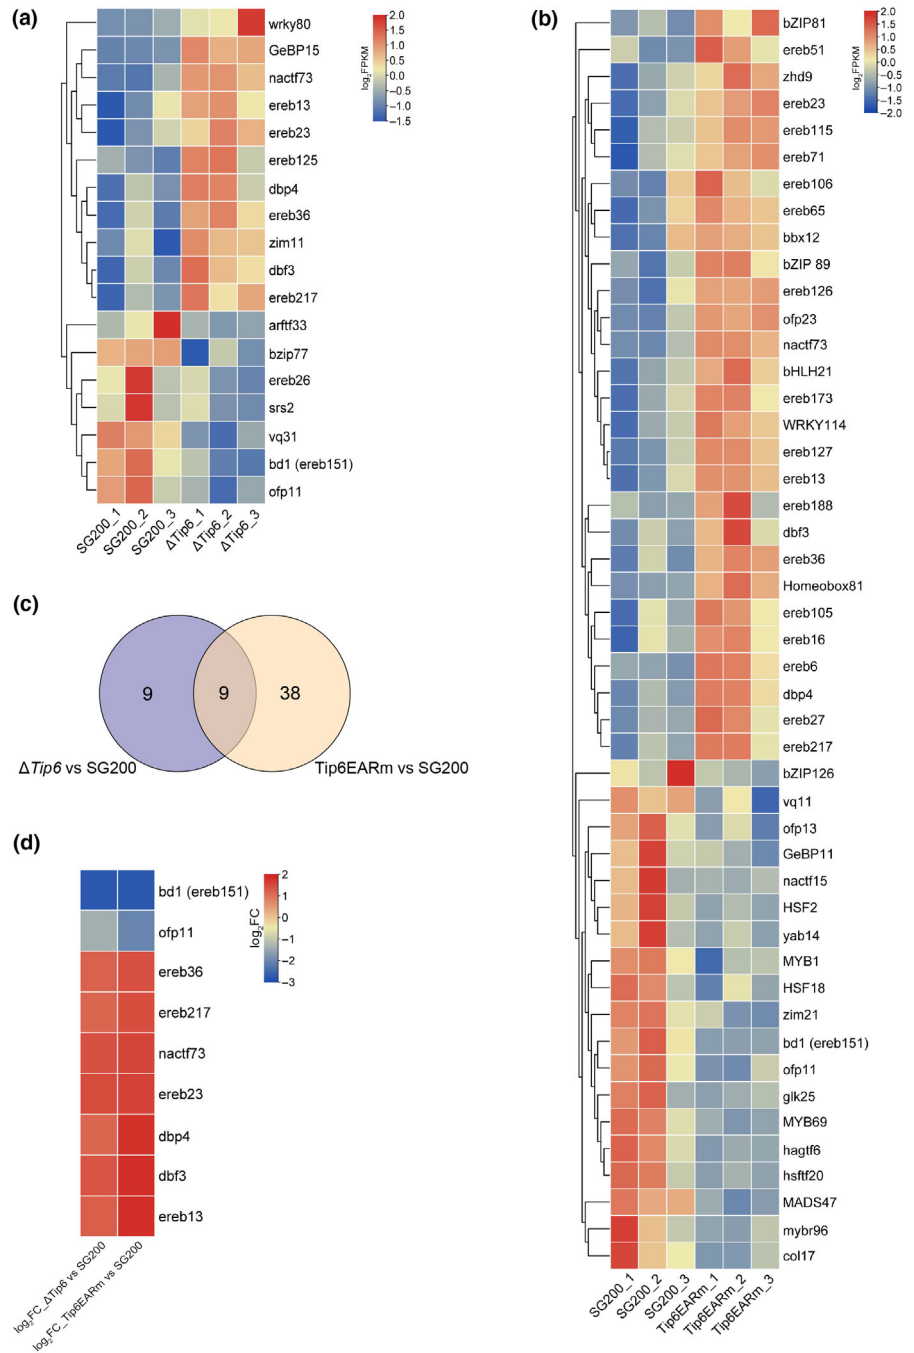 (a)
wrky80
GeBP15
nactf73
ereb13
ereb23
ereb125
dbp4
ereb36
zim11
dbf3
ereb217
arftf33
bzip77
ereb26
srs2
vq31
bd1 (ereb151)
ofp11
SG200_1
SG200_2
SG200_3
ΔTip6_1
ΔTip6_2
ΔTip6_3
log₂FPKM
2.0
1.5
1.0
0.5
0.0
−0.5
−1.0
−1.5
(b)
bZIP81
ereb51
zhd9
ereb23
ereb115
ereb71
ereb106
ereb65
bbx12
bZIP 89
ereb126
ofp23
nactf73
bHLH21
ereb173
WRKY114
ereb127
ereb13
ereb188
dbf3
ereb36
Homeobox81
ereb105
ereb16
ereb6
dbp4
ereb27
ereb217
bZIP126
vq11
ofp13
GeBP11
nactf15
HSF2
yab14
MYB1
HSF18
zim21
bd1 (ereb151)
ofp11
glk25
MYB69
hagtf6
hsftf20
MADS47
mybr96
col17
SG200_1
SG200_2
SG200_3
Tip6EARm_1
Tip6EARm_2
Tip6EARm_3
log₂FPKM
2.0
1.5
1.0
0.5
0.0
−0.5
−1.0
−1.5
−2.0
(c)
9
9
38
ΔTip6 vs SG200
Tip6EARm vs SG200
(d)
bd1 (ereb151)
ofp11
ereb36
ereb217
nactf73
ereb23
dbp4
dbf3
ereb13
log₂FC_ΔTip6 vs SG200
log₂FC_Tip6EARm vs SG200
log₂FC
2
1
0
−1
−2
−3